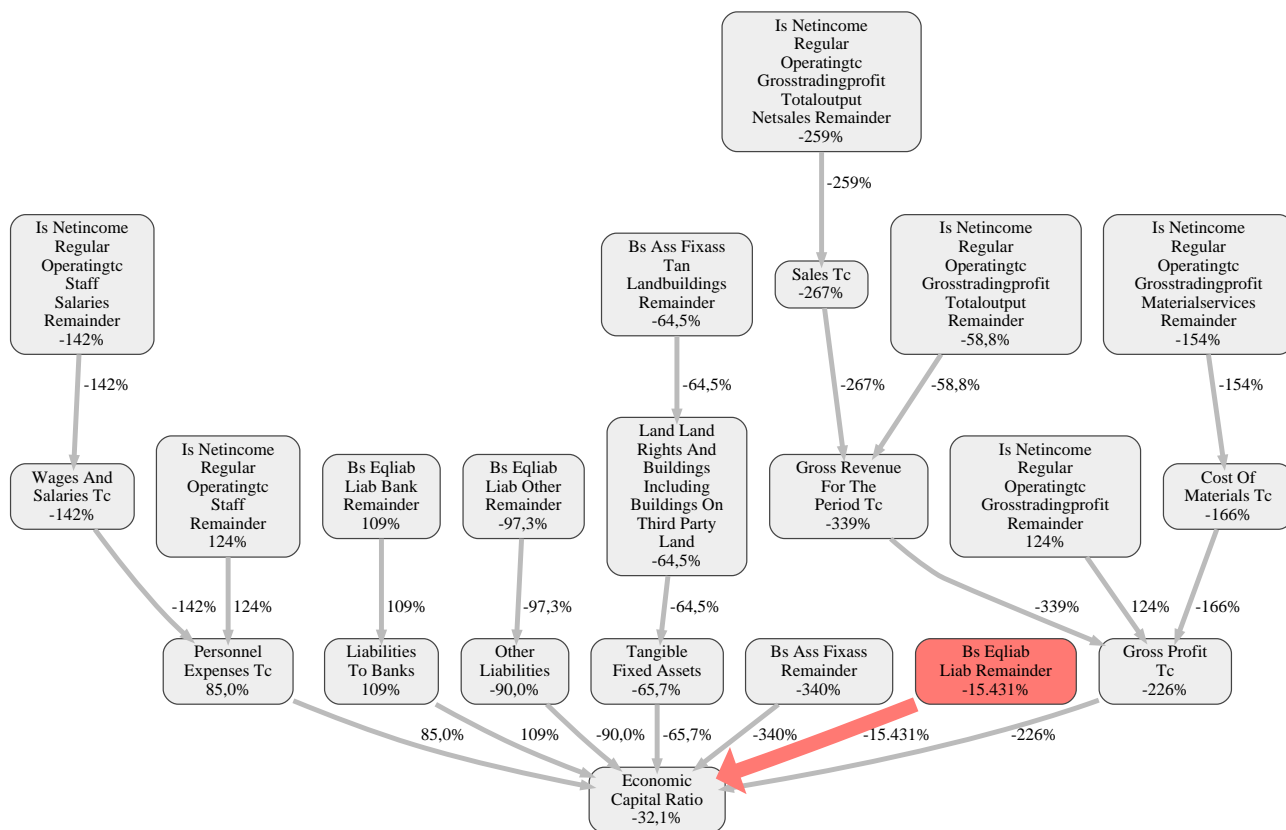 Is Netincome
Regular
Operatingtc
Grosstradingprofit
Totaloutput
Netsales Remainder
-259%
-259%
Is Netincome
Regular
Operatingtc
Staff
Salaries
Remainder
-142%
Bs Ass Fixass
Tan
Landbuildings
Remainder
-64,5%
Sales Tc
-267%
Is Netincome
Regular
Operatingtc
Grosstradingprofit
Totaloutput
Remainder
-58,8%
Is Netincome
Regular
Operatingtc
Grosstradingprofit
Materialservices
Remainder
-154%
-142%
-64,5%
-267%
-58,8%
-154%
Wages And
Salaries Tc
-142%
Is Netincome
Regular
Operatingtc
Staff
Remainder
124%
Bs Eqliab
Liab Bank
Remainder
109%
Bs Eqliab
Liab Other
Remainder
-97,3%
Land Land
Rights And
Buildings
Including
Buildings On
Third Party
Land
-64,5%
Gross Revenue
For The
Period Tc
-339%
Is Netincome
Regular
Operatingtc
Grosstradingprofit
Remainder
124%
Cost Of
Materials Tc
-166%
-142%
124%
109%
-97,3%
-64,5%
-339%
124%
-166%
Personnel
Expenses Tc
85,0%
Liabilities
To Banks
109%
Other
Liabilities
-90,0%
Tangible
Fixed Assets
-65,7%
Bs Ass Fixass
Remainder
-340%
Bs Eqliab
Liab Remainder
-15.431%
Gross Profit
Tc
-226%
85,0%
109%
-90,0%
-65,7%
-340%
-15.431%
-226%
Economic
Capital Ratio
-32,1%